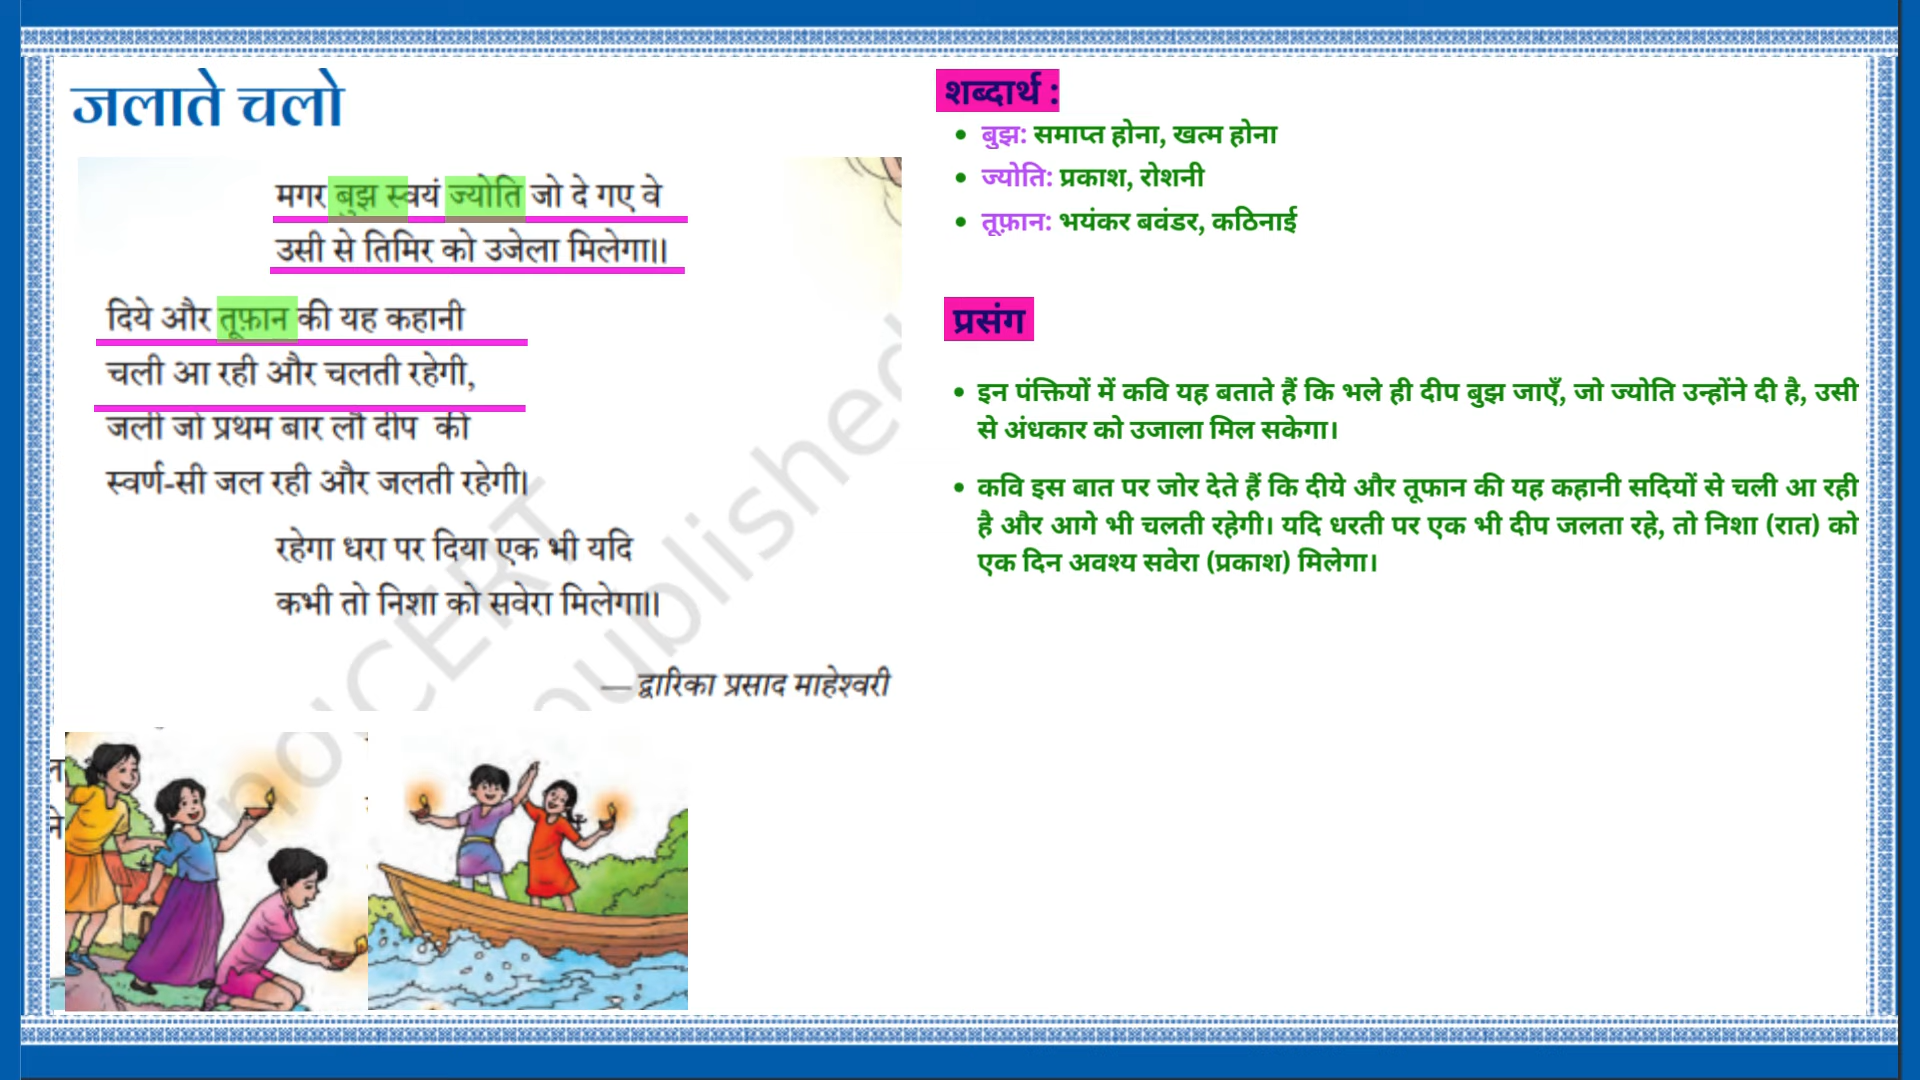 जलाते चलो
मगर बुझ स्वयं ज्योति जो दे गए वे
उसी से तिमिर को उजेला मिलेगा॥
दिये और तूफ़ान की यह कहानी
चली आ रही और चलती रहेगी,
जली जो प्रथम बार लौ दीप की
स्वर्ण-सी जल रही और जलती रहेगी।
रहेगा धरा पर दिया एक भी यदि
कभी तो निशा को सवेरा मिलेगा॥
— द्वारिका प्रसाद माहेश्वरी
शब्दार्थ :
• बुझ: समाप्त होना, खत्म होना
• ज्योति: प्रकाश, रोशनी
• तूफ़ान: भयंकर बवंडर, कठिनाई
प्रसंग
• इन पंक्तियों में कवि यह बताते हैं कि भले ही दीप बुझ जाएँ, जो ज्योति उन्होंने दी है, उसी
से अंधकार को उजाला मिल सकेगा।
• कवि इस बात पर जोर देते हैं कि दीये और तूफान की यह कहानी सदियों से चली आ रही
है और आगे भी चलती रहेगी। यदि धरती पर एक भी दीप जलता रहे, तो निशा (रात) को
एक दिन अवश्य सवेरा (प्रकाश) मिलेगा।